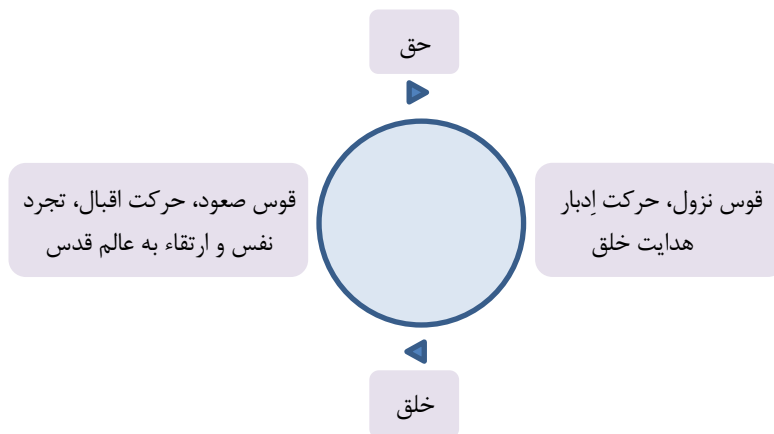 حق
قوس نزول، حرکت اِدبار
هدایت خلق
قوس صعود، حرکت اقبال، تجرد
نفس و ارتقاء به عالم قدس
خلق